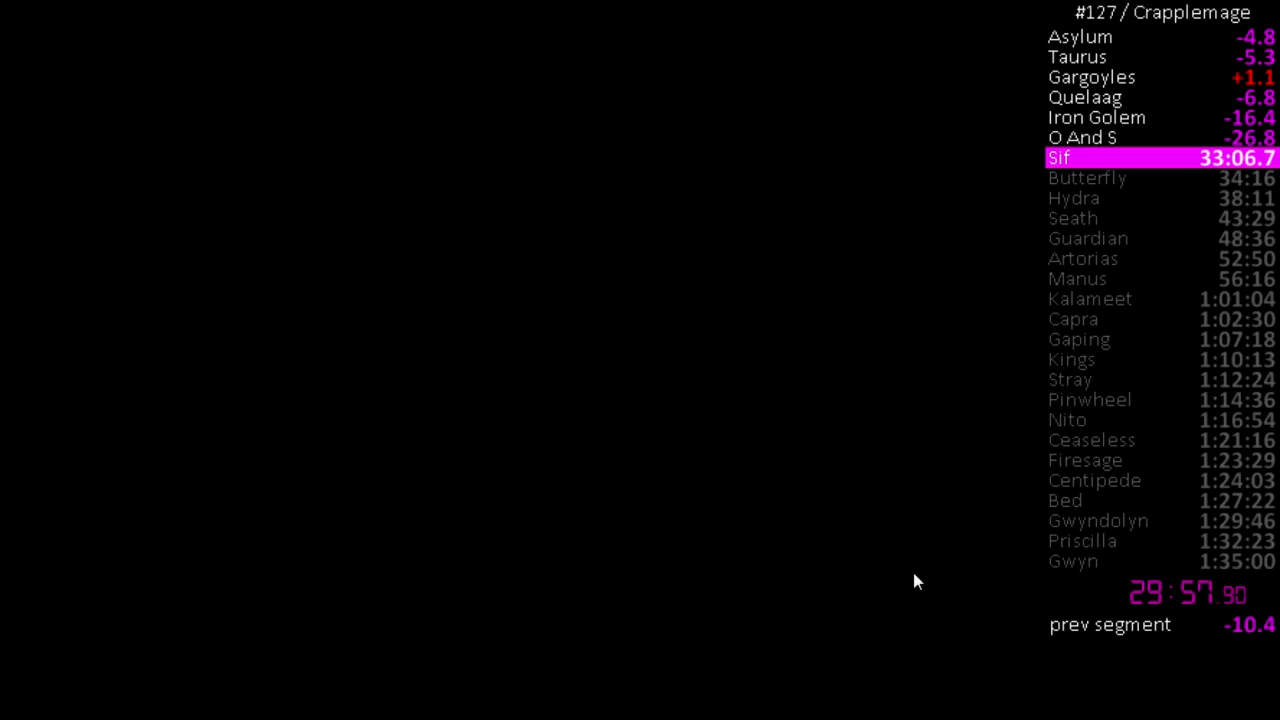 #127 / Crapplemage
Asylum -4.8
Taurus -5.3
Gargoyles +1.1
Quelaag -6.8
Iron Golem -16.4
O And S -26.8
Sif 33:06.7
Butterfly 34:16
Hydra 38:11
Seath 43:29
Guardian 48:36
Artorias 52:50
Manus 56:16
Kalameet 1:01:04
Capra 1:02:30
Gaping 1:07:18
Kings 1:10:13
Stray 1:12:24
Pinwheel 1:14:36
Nito 1:16:54
Ceaseless 1:21:16
Firesage 1:23:29
Centipede 1:24:03
Bed 1:27:22
Gwyndolyn 1:29:46
Priscilla 1:32:23
Gwyn 1:35:00
29:57.90
prev segment -10.4